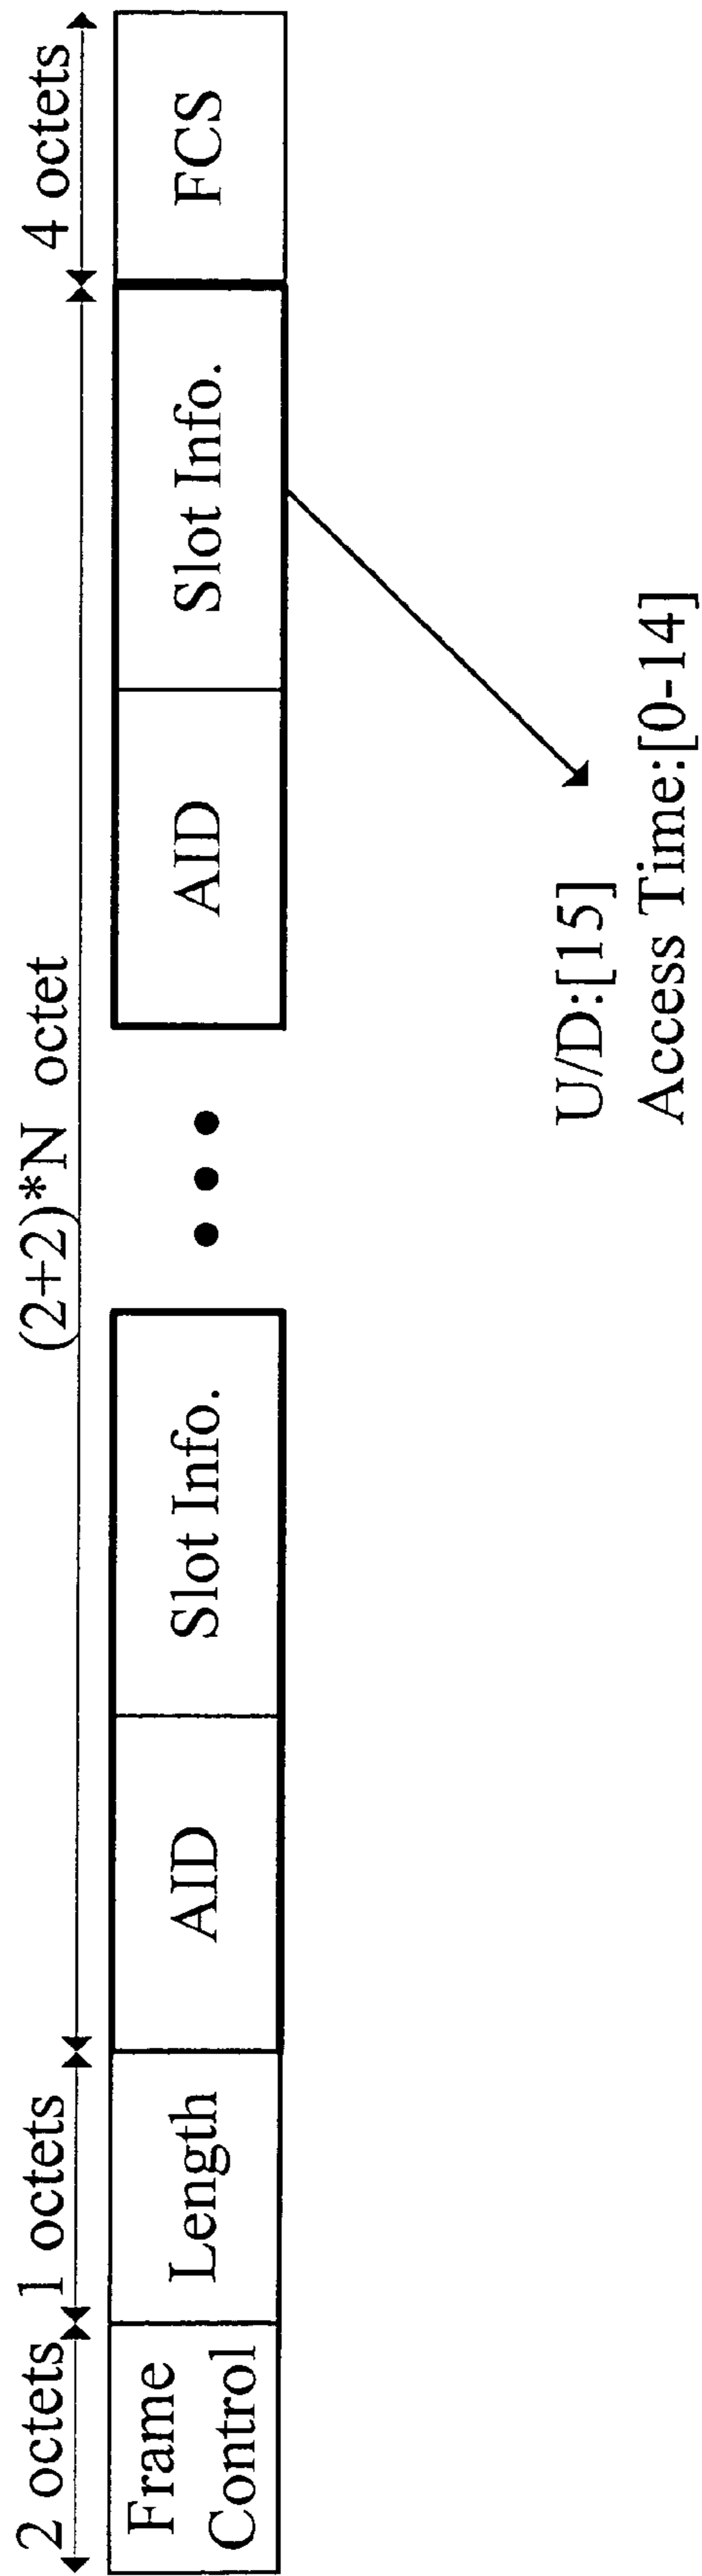 2 octets
1 octets
(2+2)*N octet
4 octets
Frame
Control
Length
AID
Slot Info.
AID
Slot Info.
FCS
U/D:[15]
Access Time:[0-14]